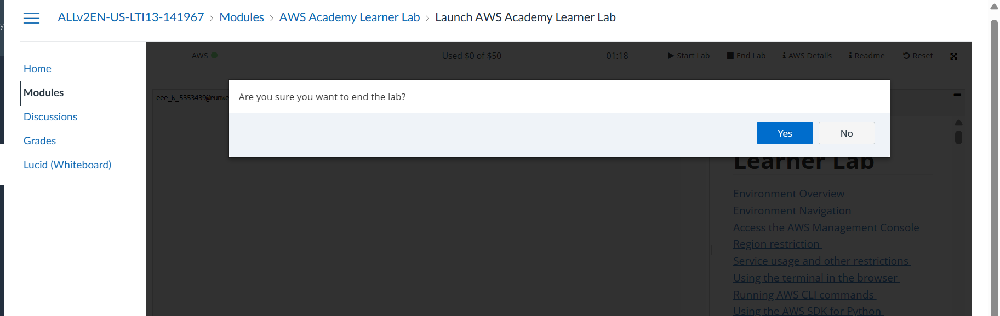 ALLv2EN-US-LTI13-141967 > Modules > AWS Academy Learner Lab > Launch AWS Academy Learner Lab
Home
Modules
Discussions
Grades
Lucid (Whiteboard)
AWS
Used $0 of $50
01:18
Start Lab
End Lab
AWS Details
Readme
Reset
eee_W_5353439@runwe
Are you sure you want to end the lab?
Yes
No
Learner Lab
Environment Overview
Environment Navigation
Access the AWS Management Console
Region restriction
Service usage and other restrictions
Using the terminal in the browser
Running AWS CLI commands
Using the AWS SDK for Python